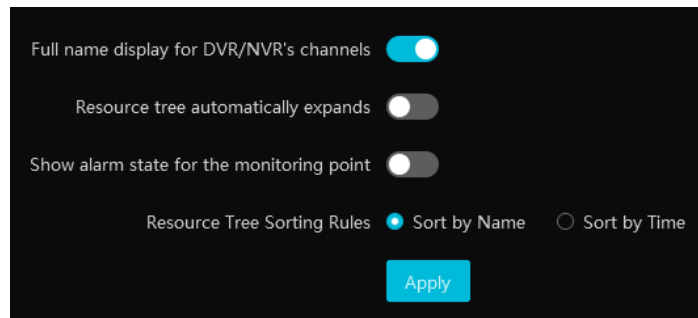 Full name display for DVR/NVR's channels
Resource tree automatically expands
Show alarm state for the monitoring point
Resource Tree Sorting Rules Sort by Name Sort by Time
Apply